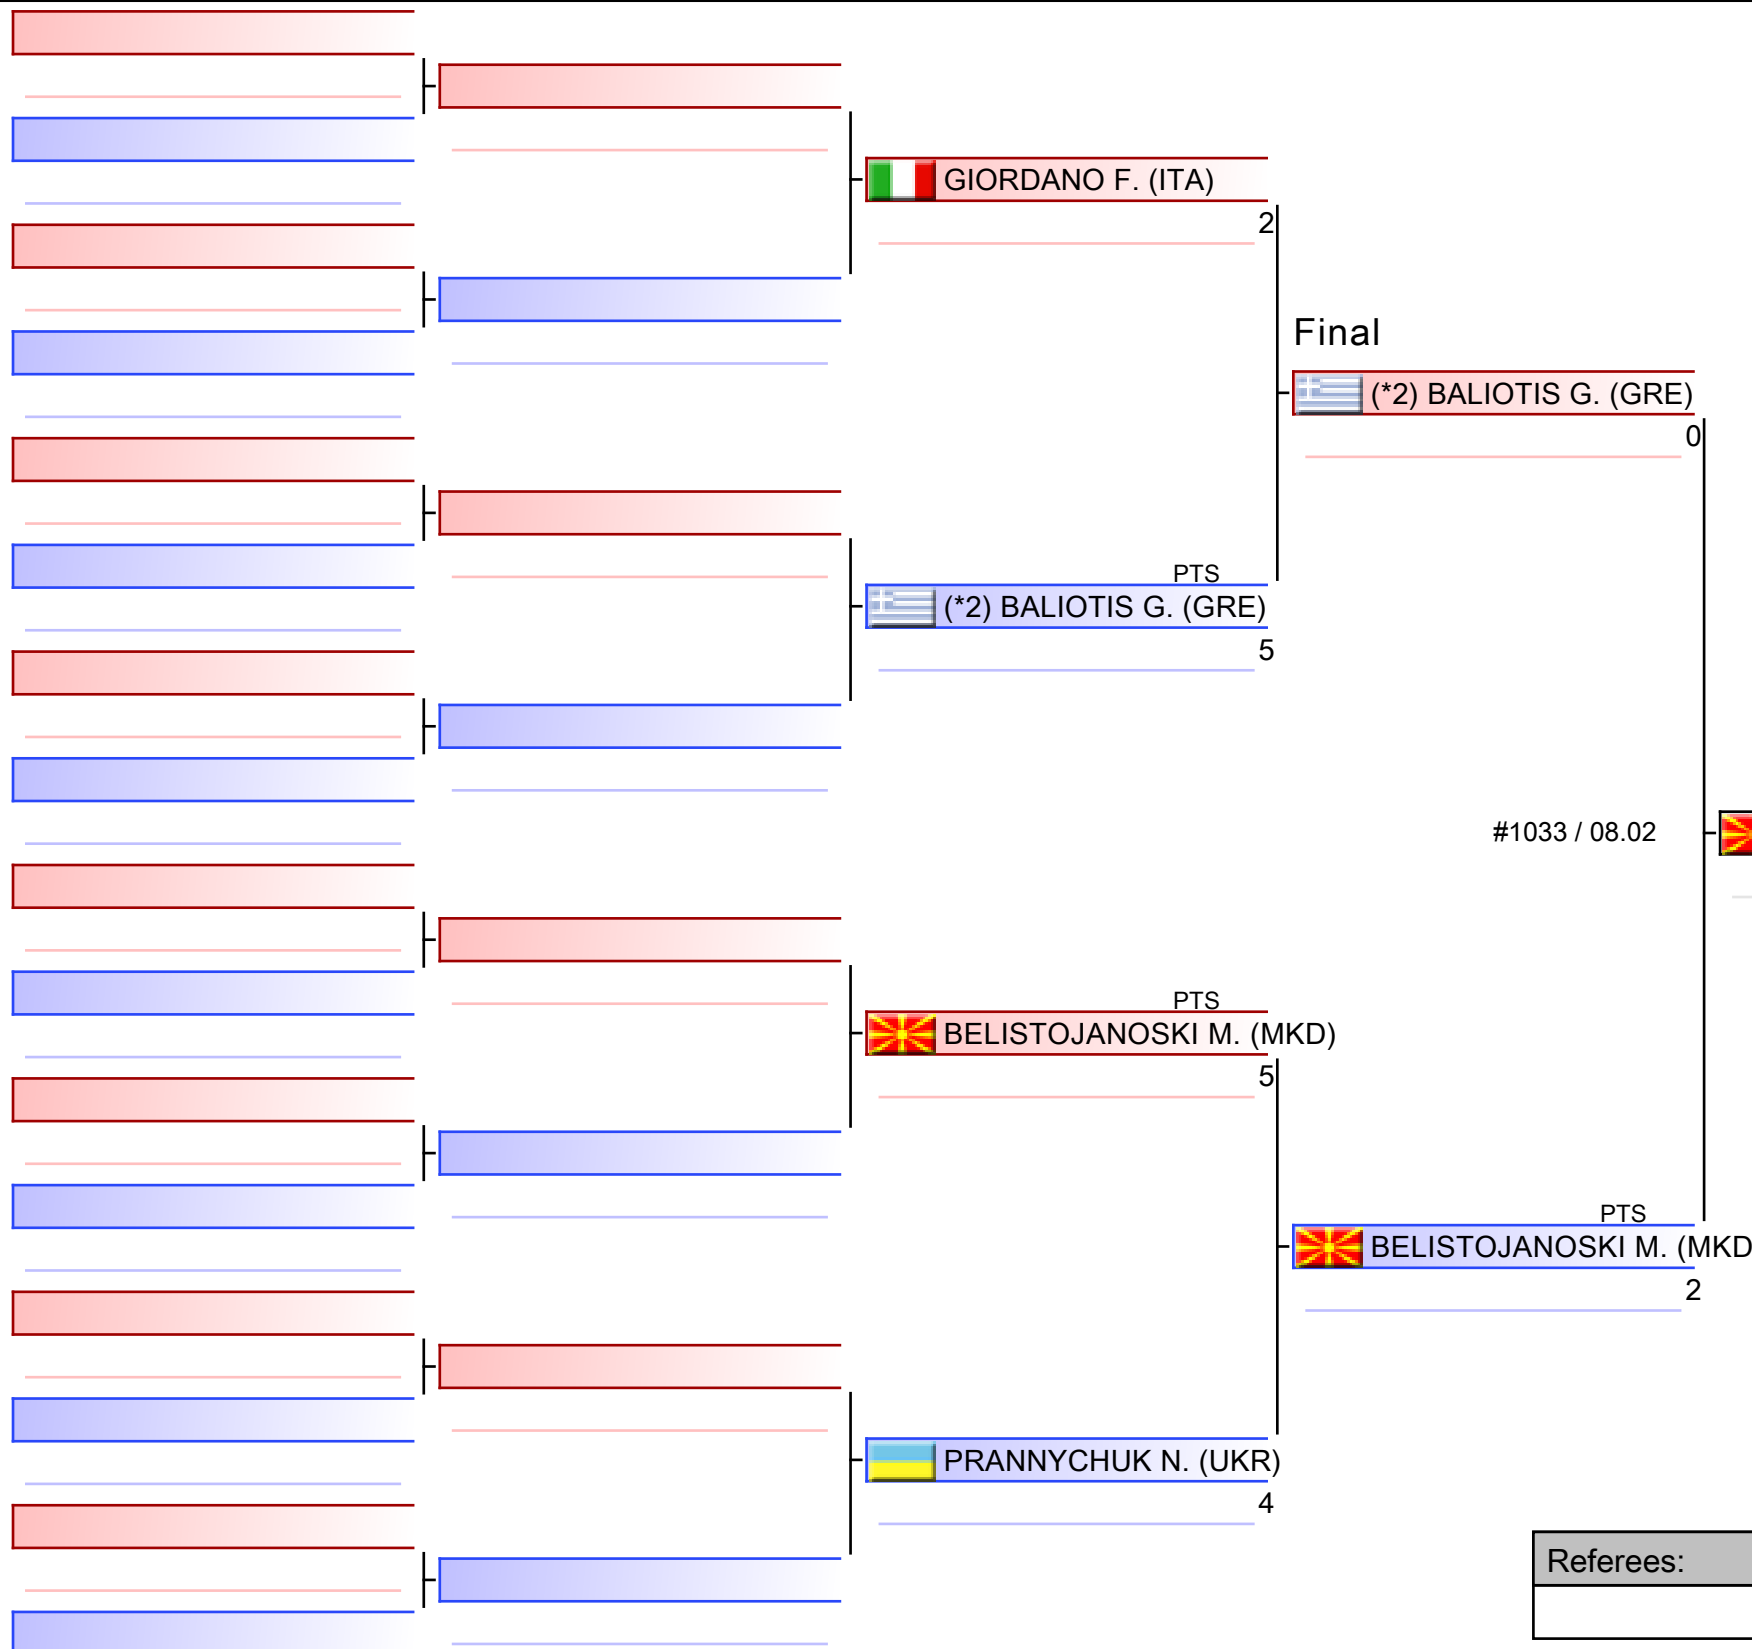 GIORDANO F. (ITA)
2
Final
(*2) BALIOTIS G. (GRE)
0
PTS
(*2) BALIOTIS G. (GRE)
5
#1033 / 08.02
PTS
BELISTOJANOSKI M. (MKD)
5
PTS
BELISTOJANOSKI M. (MKD
2
PRANNYCHUK N. (UKR)
4
Referees: